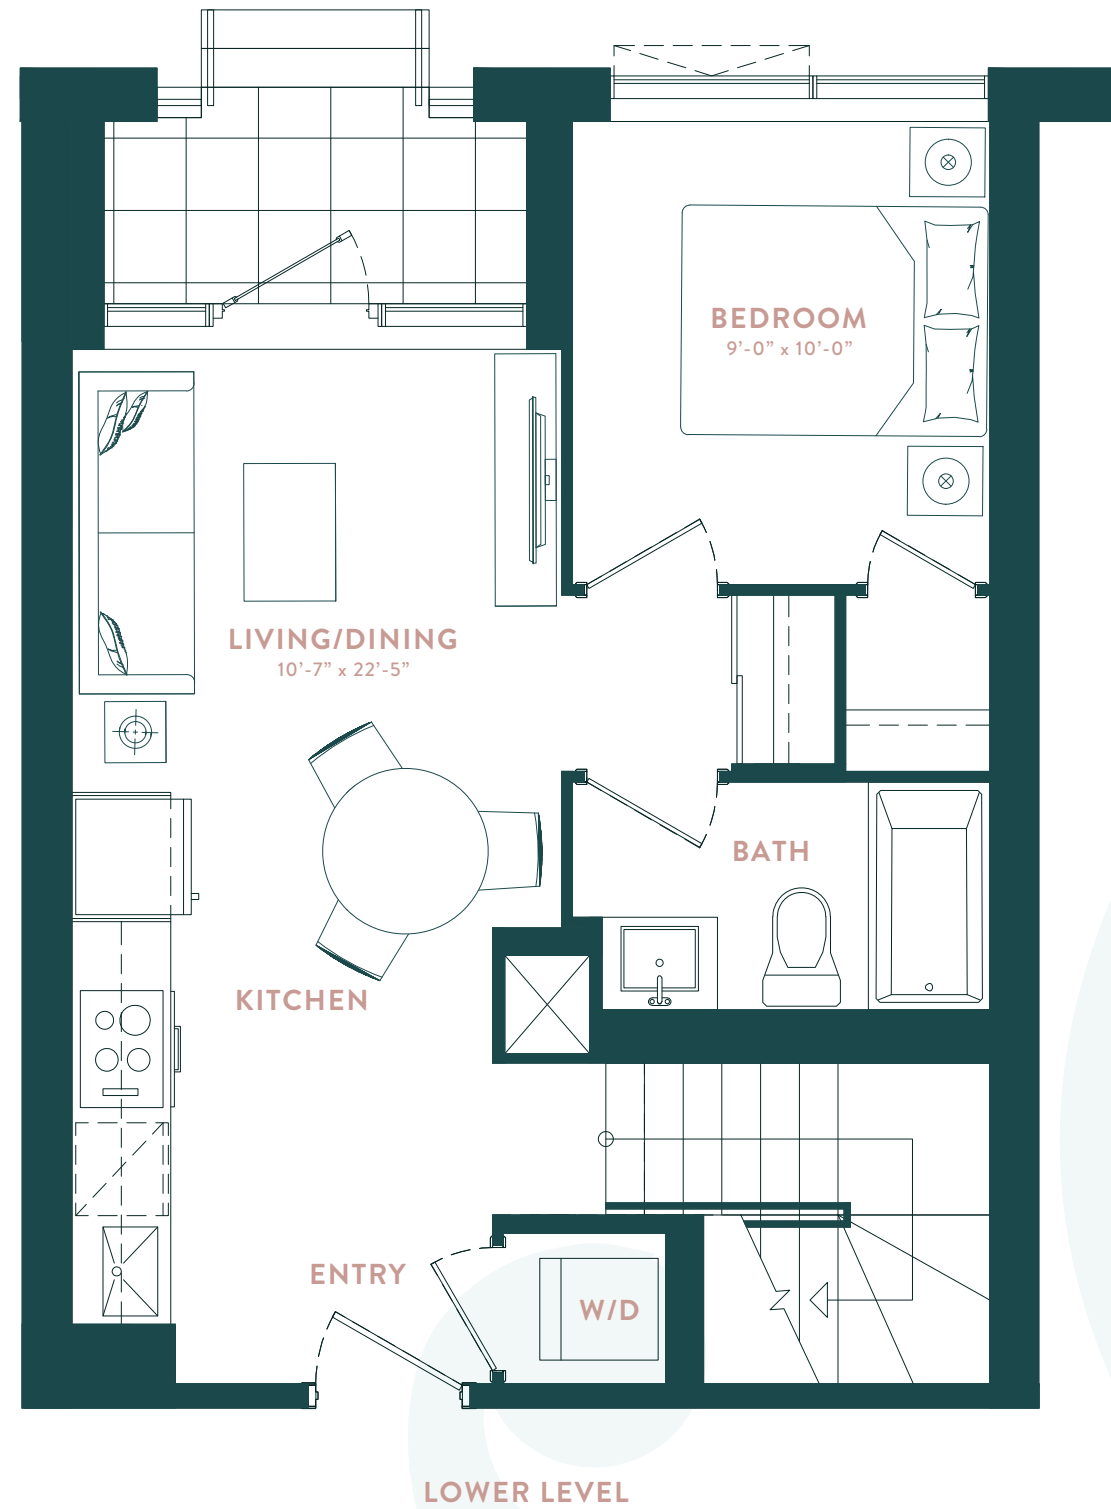 BEDROOM
9’-0” x 10’-0”
LIVING/DINING
10’-7” x 22’-5”
BATH
KITCHEN
ENTRY
W/D
LOWER LEVEL